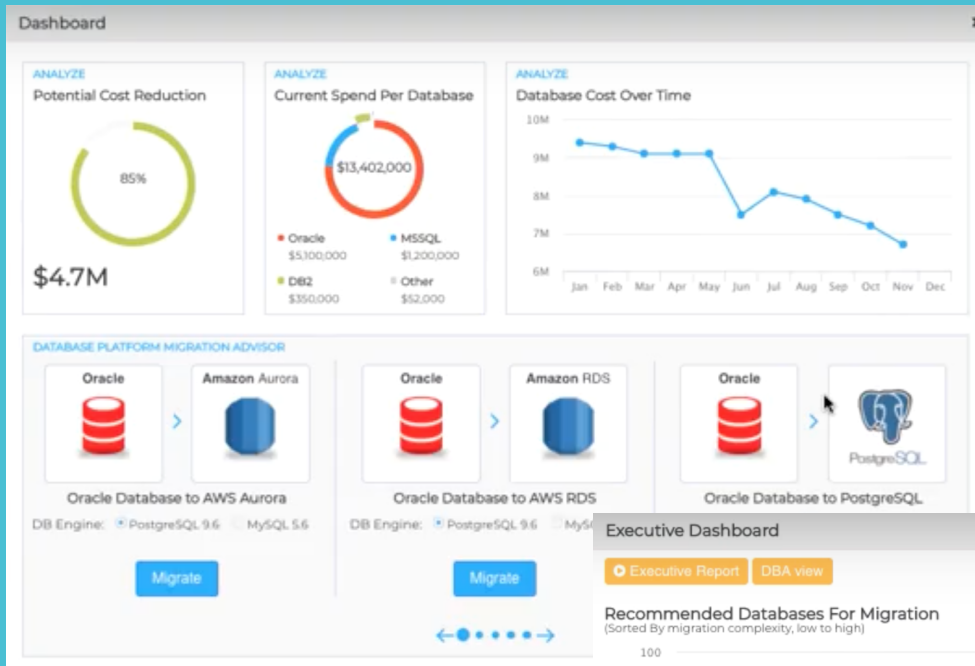 Dashboard
ANALYZE
Potential Cost Reduction
85%
$4.7M
ANALYZE
Current Spend Per Database
$13,402,000
Oracle
$5,100,000
MSSQL
$1,200,000
DB2
$350,000
Other
$52,000
ANALYZE
Database Cost Over Time
10M
9M
8M
7M
6M
Jan Feb Mar Apr May Jun Jul Aug Sep Oct Nov Dec
DATABASE PLATFORM MIGRATION ADVISOR
Oracle
Amazon Aurora
Oracle Database to AWS Aurora
DB Engine: PostgreSQL 9.6 MySQL 5.6
Migrate
Oracle
Amazon RDS
Oracle Database to AWS RDS
DB Engine: PostgreSQL 9.6
Migrate
Oracle
PostgreSQL
Oracle Database to PostgreSQL
Executive Dashboard
Executive Report
DBA view
Recommended Databases For Migration
(Sorted By migration complexity, low to high)
100